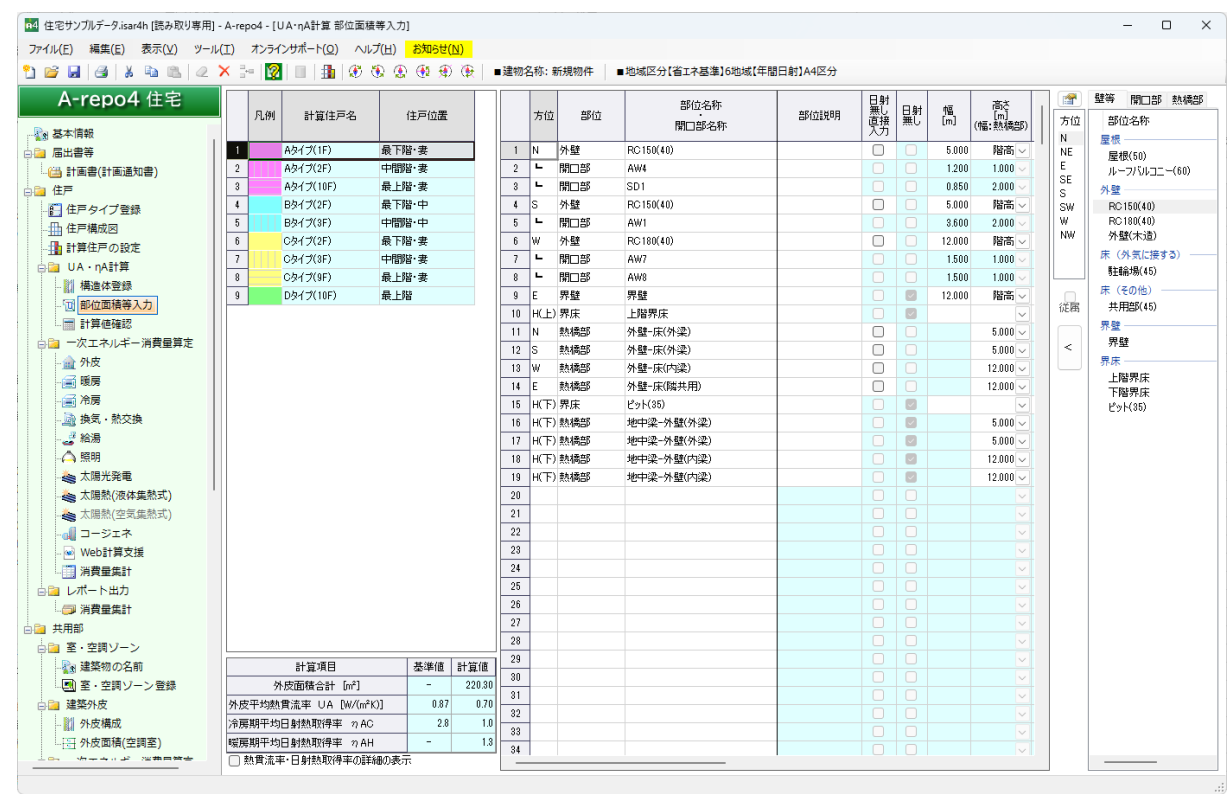 住宅サンプルデータ.isar4h [読み取り専用] - A-repo4 - [UA・ηA計算 部位面積等入力]
ファイル(F) 編集(E) 表示(V) ツール(T) オンラインサポート(O) ヘルプ(H) お知らせ(N)
■建物名称: 新規物件 ■地域区分【省エネ基準】6地域【年間日射】A4区分
A-repo4 住宅
基本情報
届出書等
計画書(計画通知書)
住戸
住戸タイプ登録
住戸構成図
計算住戸の設定
UA・ηA計算
構造体登録
部位面積等入力
計算値確認
一次エネルギー消費量算定
外皮
暖房
冷房
換気・熱交換
給湯
照明
太陽光発電
太陽熱(液体集熱式)
太陽熱(空気集熱式)
コージェネ
Web計算支援
消費量集計
レポート出力
消費量集計
共用部
室・空調ゾーン
建築物の名前
室・空調ゾーン登録
建築外皮
外皮構成
外皮面積(空調室)
凡例 計算住戸名 住戸位置
1 Aタイプ(1F) 最下階・妻
2 Aタイプ(2F) 中間階・妻
3 Aタイプ(10F) 最上階・妻
4 Bタイプ(2F) 最下階・中
5 Bタイプ(2F) 中間階・中
6 Cタイプ(2F) 最下階・妻
7 Cタイプ(3F) 中間階・妻
8 Cタイプ(9F) 最上階・妻
9 Dタイプ(10F) 最上階
計算項目 基準値 計算値
外皮面積合計 [㎡] - 220.30
外皮平均熱貫流率 UA [W/(㎡K)] 0.87 0.70
冷房期平均日射熱取得率 ηAC 2.8 1.0
暖房期平均日射熱取得率 ηAH - 1.3
熱貫流率・日射熱取得率の詳細の表示
方位 部位 部位名称・開口部名称 部位説明 日射無し直接入力 日射無し 幅[m] 高さ[m](幅:熱橋部)
1 N 外壁 RC150(40) 5.000 階高
2 ┗ 開口部 AW4 1.200 1.000
3 ┗ 開口部 SD1 0.850 2.000
4 S 外壁 RC150(40) 5.000 階高
5 ┗ 開口部 AW1 3.600 2.000
6 W 外壁 RC180(40) 12.000 階高
7 ┗ 開口部 AW7 1.500 1.000
8 ┗ 開口部 AW8 1.500 1.000
9 E 界壁 界壁 12.000 階高
10 H(上) 界床 上階界床
11 N 熱橋部 外壁-床(外梁) 5.000
12 S 熱橋部 外壁-床(外梁) 5.000
13 W 熱橋部 外壁-床(内梁) 12.000
14 E 熱橋部 外壁-床(隣共用) 12.000
15 H(下) 界床 ピット(35)
16 H(下) 熱橋部 地中梁-外壁(外梁) 5.000
17 H(下) 熱橋部 地中梁-外壁(外梁) 5.000
18 H(下) 熱橋部 地中梁-外壁(内梁) 12.000
19 H(下) 熱橋部 地中梁-外壁(内梁) 12.000
20
21
22
23
24
25
26
27
28
29
30
31
32
33
34
方位
N
NE
E
SE
S
SW
W
NW
従属
<
壁等 開口部 熱橋部
部位名称
屋根
屋根(50)
ルーフバルコニー(60)
外壁
RC150(40)
RC180(40)
外壁(木造)
床（外気に接する）
駐輪場(45)
床（その他）
共用部(45)
界壁
界壁
界床
上階界床
下階界床
ピット(35)